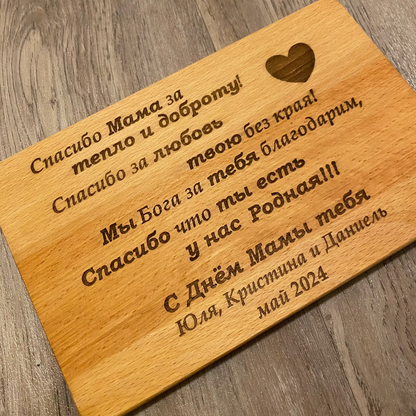 Спасибо Мама за
тепло и доброту!
Спасибо за любовь
твою без края!
Мы Бога за тебя благодарим,
Спасибо что ты есть
у нас Родная!!!
С Днём Мамы тебя
Юля, Кристина и Даниель
май 2024